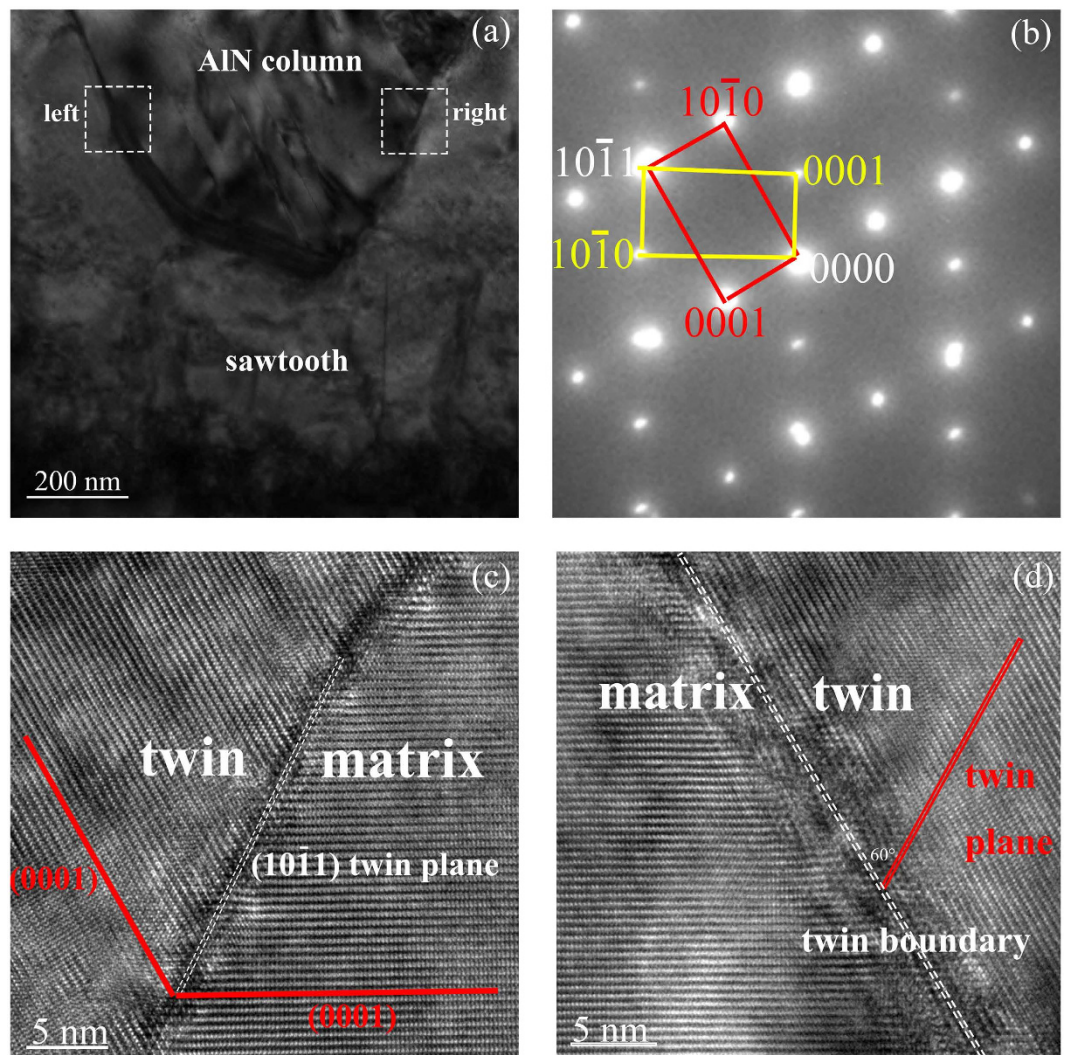 (a)
AlN column
left
right
sawtooth
200 nm
(b)
101̅0
101̅1
0001
101̅0
0000
0001
(c)
twin
matrix
(0001)
(101̅1) twin plane
(0001)
5 nm
(d)
matrix
twin
twin
plane
60°
twin boundary
5 nm